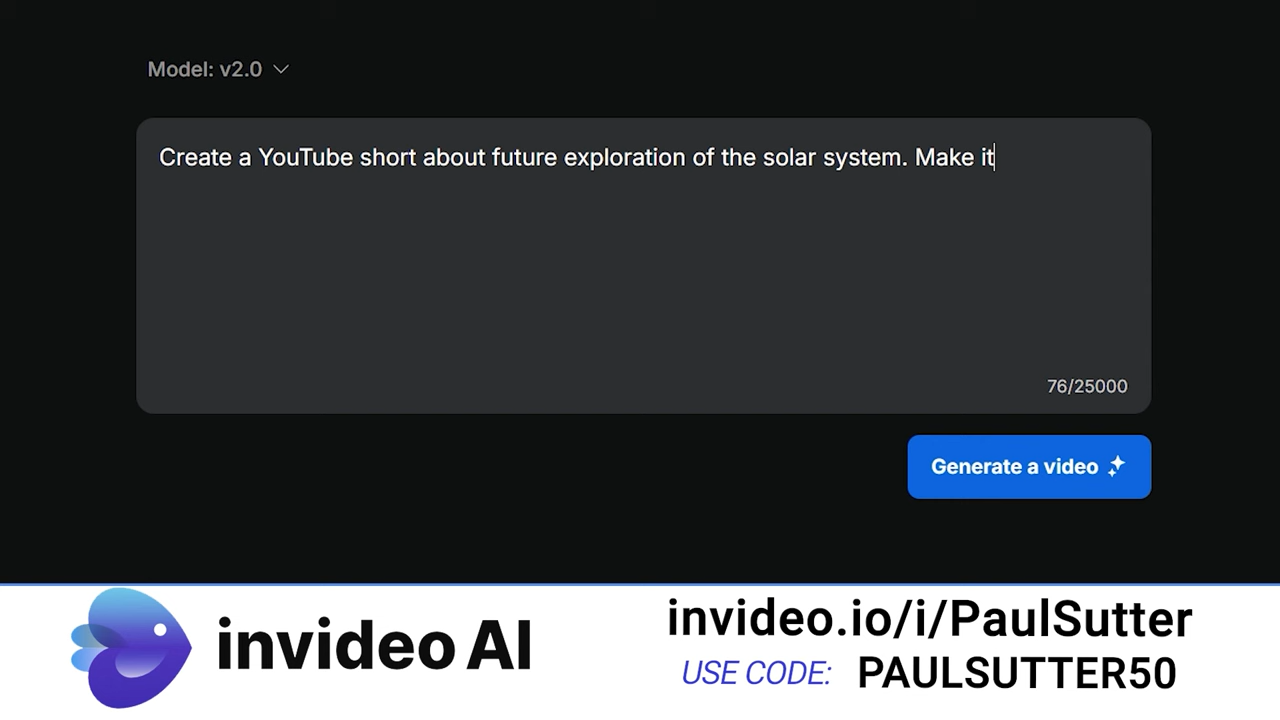 Model: v2.0
Create a YouTube short about future exploration of the solar system. Make it
76/25000
Generate a video
invideo AI
invideo.io/i/PaulSutter
USE CODE: PAULSUTTER50